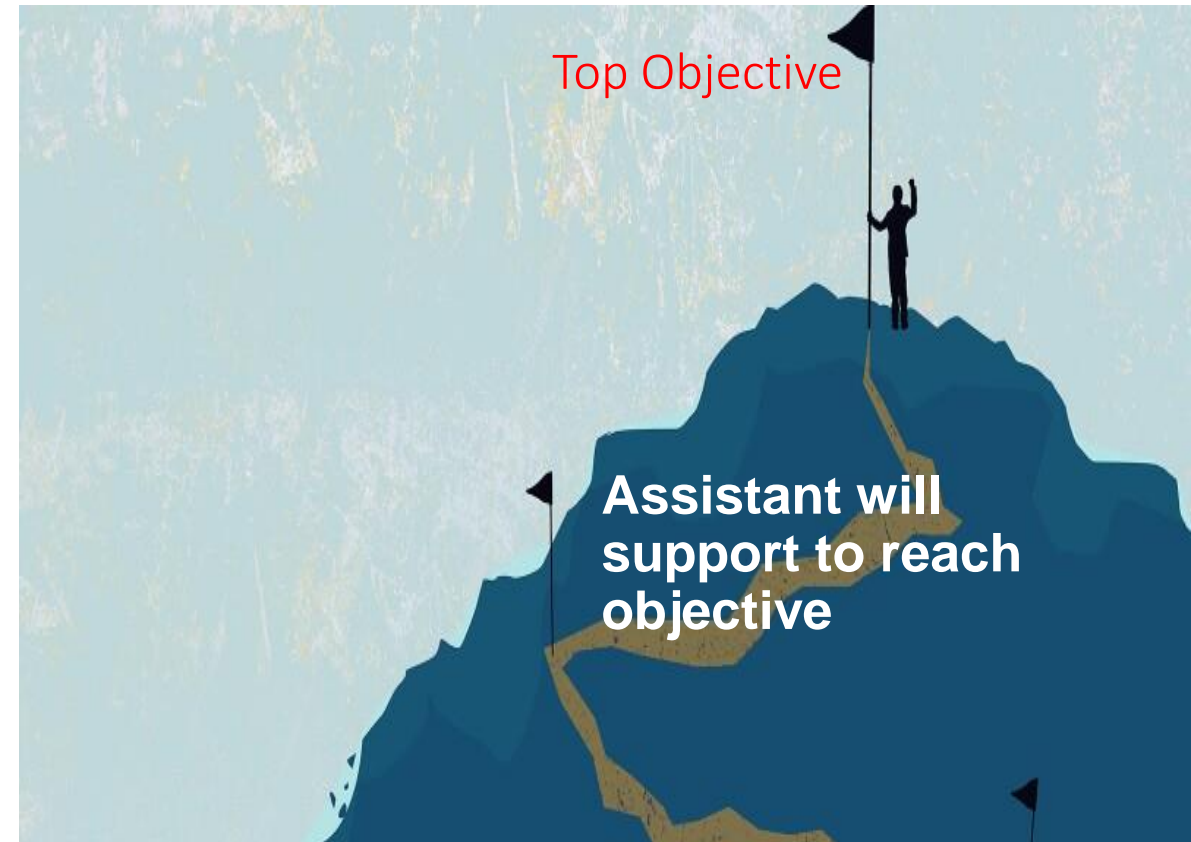 Top Objective
Assistant will
support to reach
objective